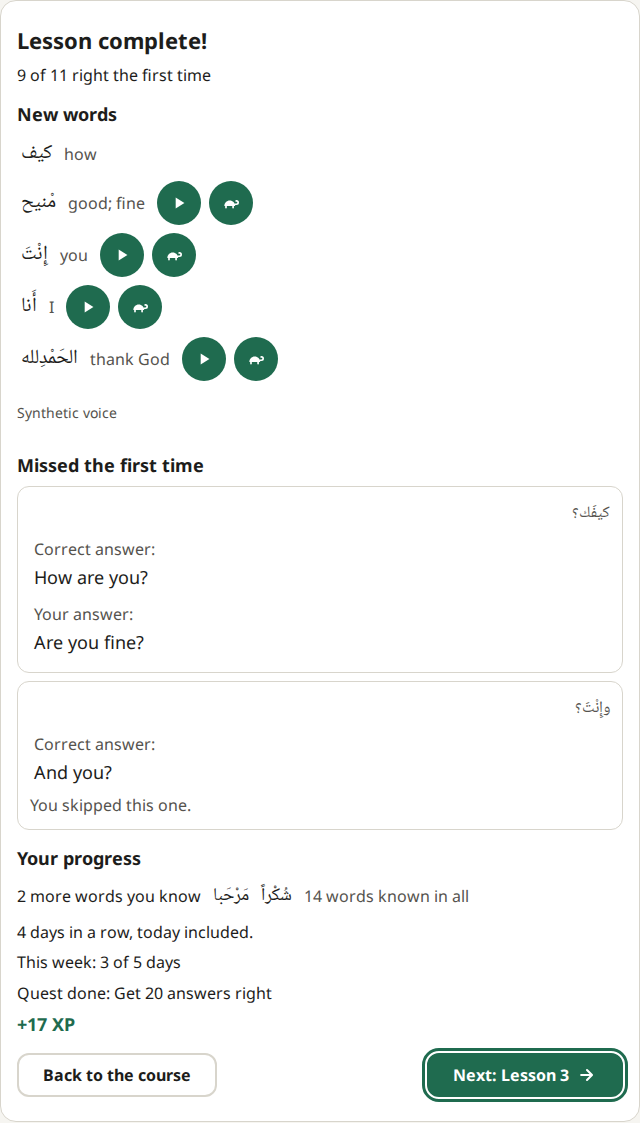 Lesson complete!
9 of 11 right the first time
New words
كيف how
مْنيح good; fine
إِنْتَ you
أَنا I
الحَمْدِلله thank God
Synthetic voice
Missed the first time
كيفَك؟
Correct answer:
How are you?
Your answer:
Are you fine?
وإِنْتَ؟
Correct answer:
And you?
You skipped this one.
Your progress
2 more words you know شُكْراً مَرْحَبا 14 words known in all
4 days in a row, today included.
This week: 3 of 5 days
Quest done: Get 20 answers right
+17 XP
Back to the course
Next: Lesson 3 →